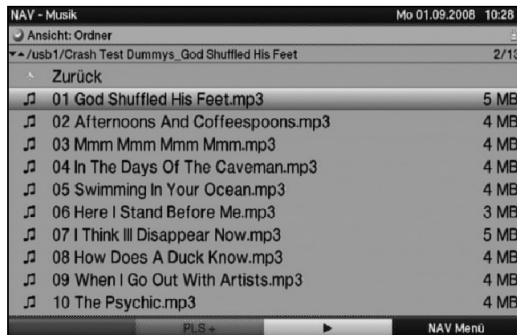 NAV - Musik Mo 01.09.2008 10:28
Ansicht: Ordner
/usb1/Crash Test Dummys_God Shuffled His Feet 2/13
Zurück
01 God Shuffled His Feet.mp3 5 MB
02 Afternoons And Coffeespoons.mp3 4 MB
03 Mmm Mmm Mmm Mmm.mp3 4 MB
04 In The Days Of The Caveman.mp3 4 MB
05 Swimming In Your Ocean.mp3 4 MB
06 Here I Stand Before Me.mp3 3 MB
07 I Think Ill Disappear Now.mp3 5 MB
08 How Does A Duck Know.mp3 4 MB
09 When I Go Out With Artists.mp3 4 MB
10 The Psychic.mp3 4 MB
PLS+ NAV Menü